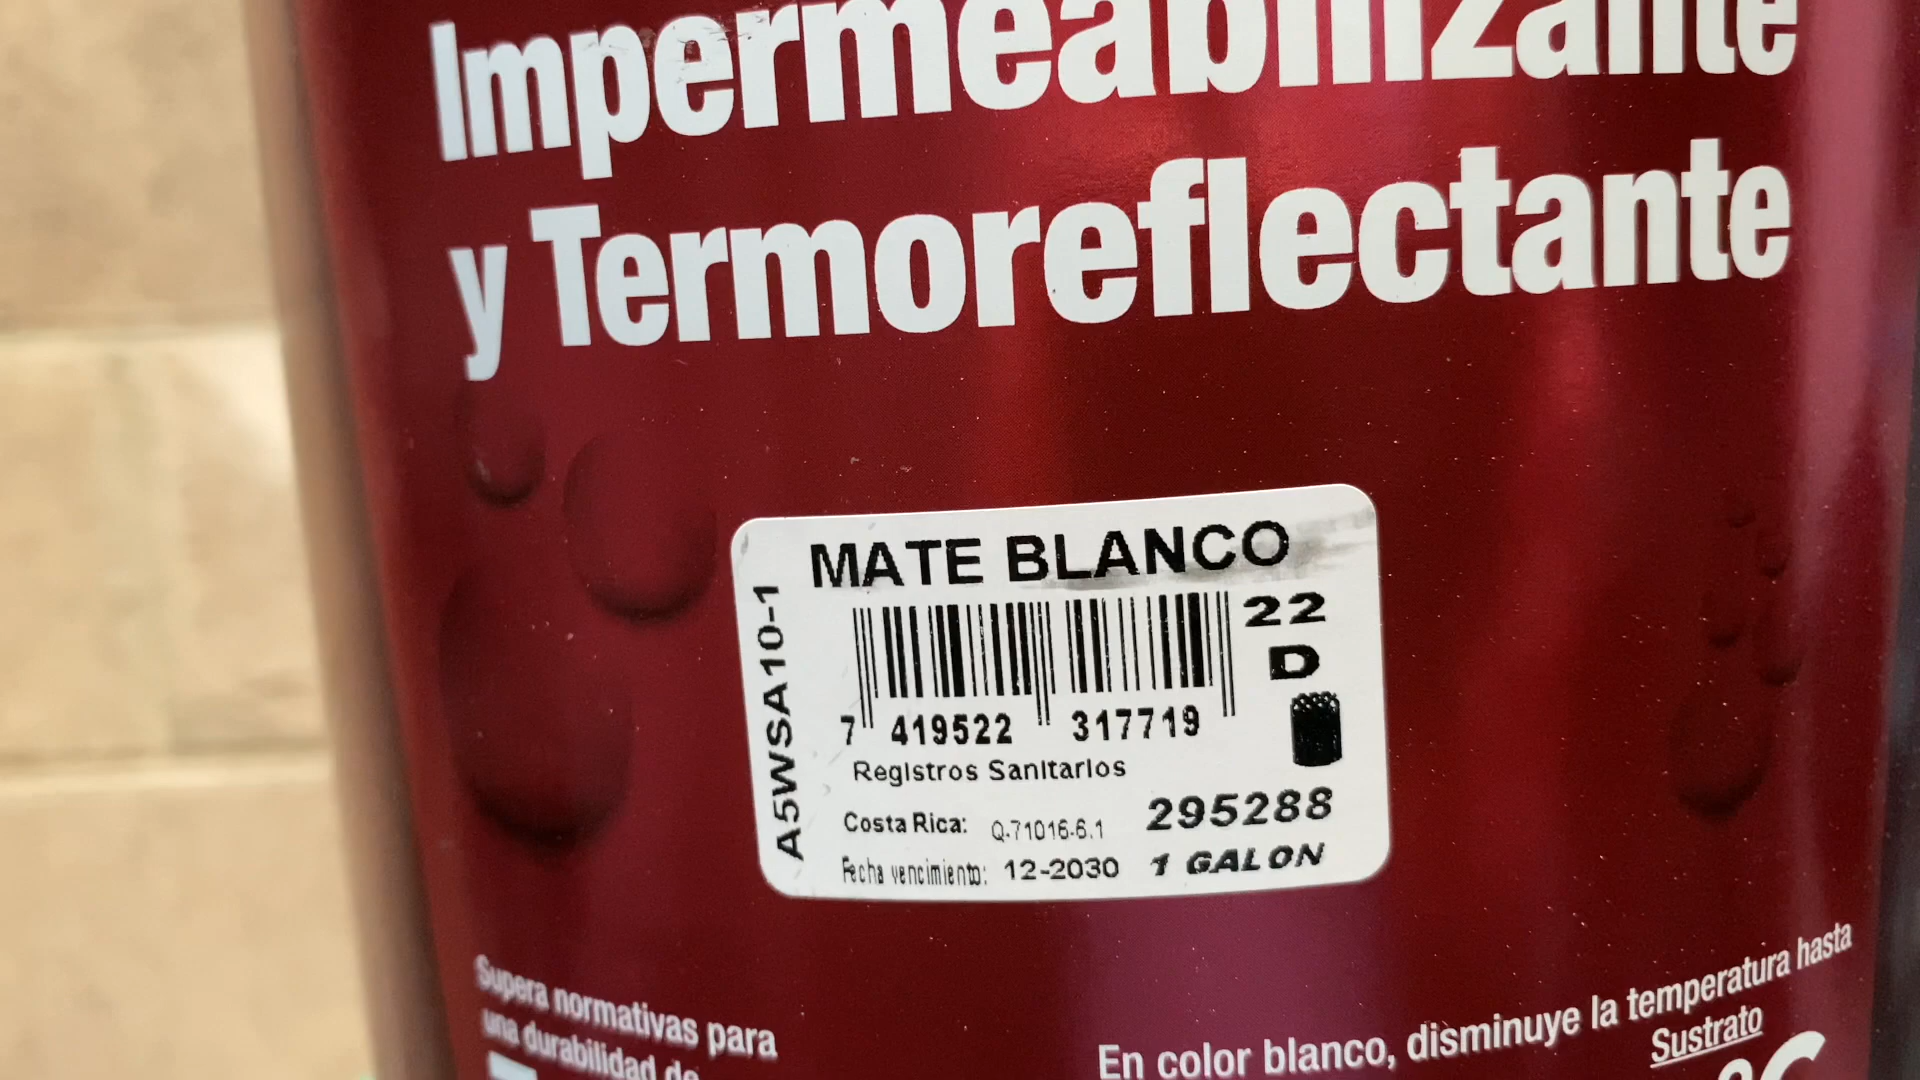 Impermeabilizante
y Termoreflectante
MATE BLANCO
A5WSA10-1
22
D
7 419522 317719
Registros Sanitarios
Costa Rica: Q-71016-6.1
295288
Fecha vencimiento: 12-2030
1 GALON
Supera normativas para
una durabilidad de
En color blanco, disminuye la temperatura hasta
Sustrato